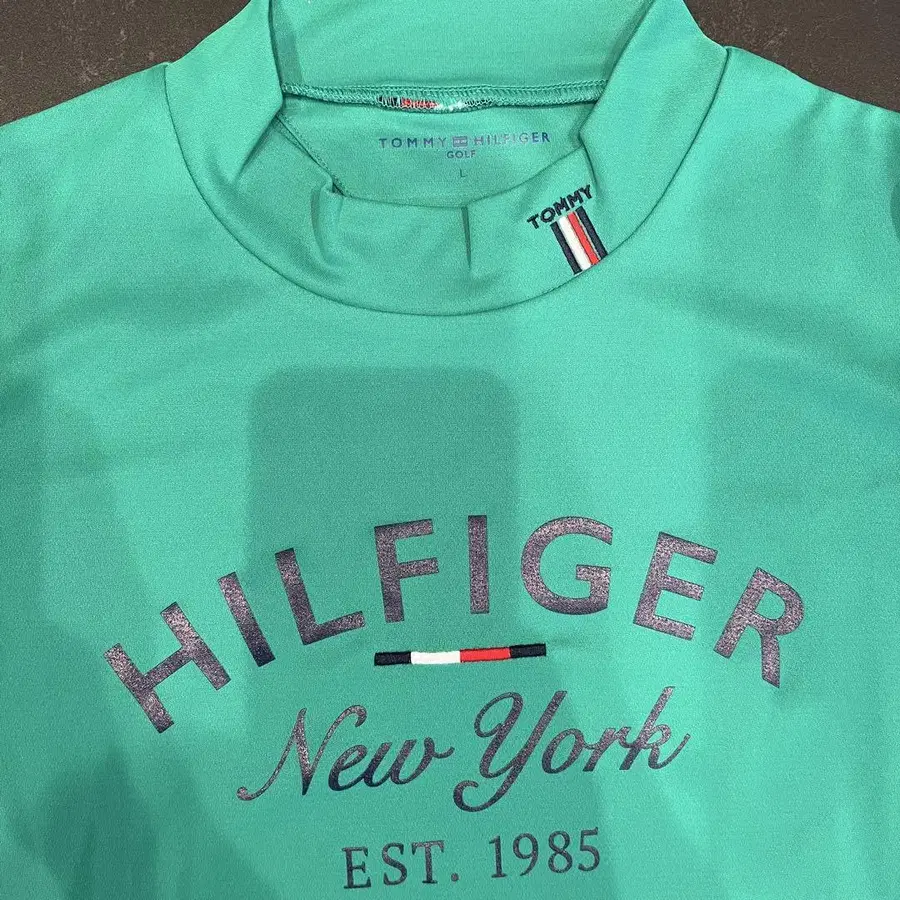 TOMMY HILFIGER
GOLF
L
TOMMY
HILFIGER
New York
EST. 1985